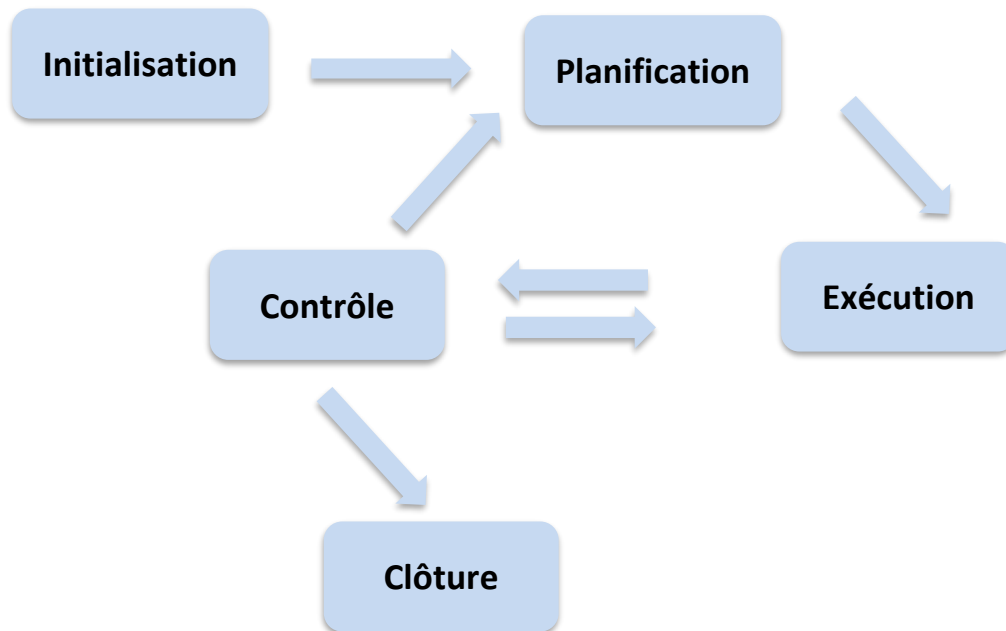 Initialisation
Planification
Contrôle
Exécution
Clôture